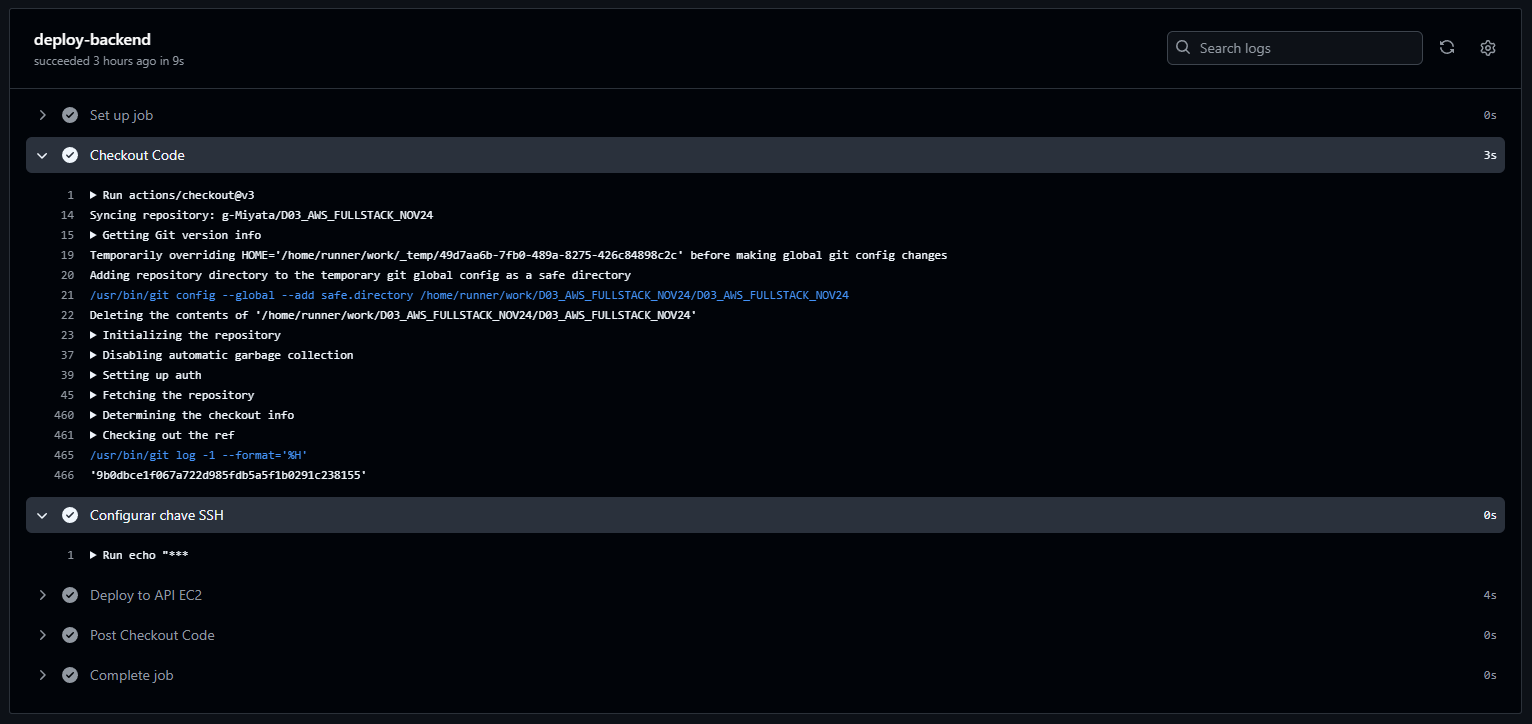 deploy-backend
succeeded 3 hours ago in 9s
Search logs
Set up job 0s
Checkout Code 3s
1 Run actions/checkout@v3
14 Syncing repository: g-Miyata/D03_AWS_FULLSTACK_NOV24
15 Getting Git version info
19 Temporarily overriding HOME='/home/runner/work/_temp/49d7aa6b-7fb0-489a-8275-426c84898c2c' before making global git config changes
20 Adding repository directory to the temporary git global config as a safe directory
21 /usr/bin/git config --global --add safe.directory /home/runner/work/D03_AWS_FULLSTACK_NOV24/D03_AWS_FULLSTACK_NOV24
22 Deleting the contents of '/home/runner/work/D03_AWS_FULLSTACK_NOV24/D03_AWS_FULLSTACK_NOV24'
23 Initializing the repository
37 Disabling automatic garbage collection
39 Setting up auth
45 Fetching the repository
460 Determining the checkout info
461 Checking out the ref
465 /usr/bin/git log -1 --format='%H'
466 '9b0dbce1f067a722d985fdb5a5f1b0291c238155'
Configurar chave SSH 0s
1 Run echo "***
Deploy to API EC2 4s
Post Checkout Code 0s
Complete job 0s